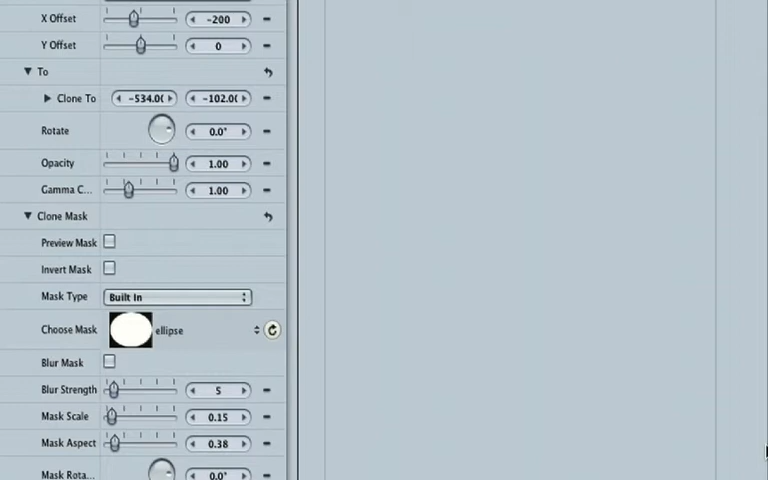 X Offset -200
Y Offset 0
To
Clone To -534.0( -102.0(
Rotate 0.0°
Opacity 1.00
Gamma C... 1.00
Clone Mask
Preview Mask
Invert Mask
Mask Type Built In
Choose Mask ellipse
Blur Mask
Blur Strength 5
Mask Scale 0.15
Mask Aspect 0.38
Mask Rota... 0.0°